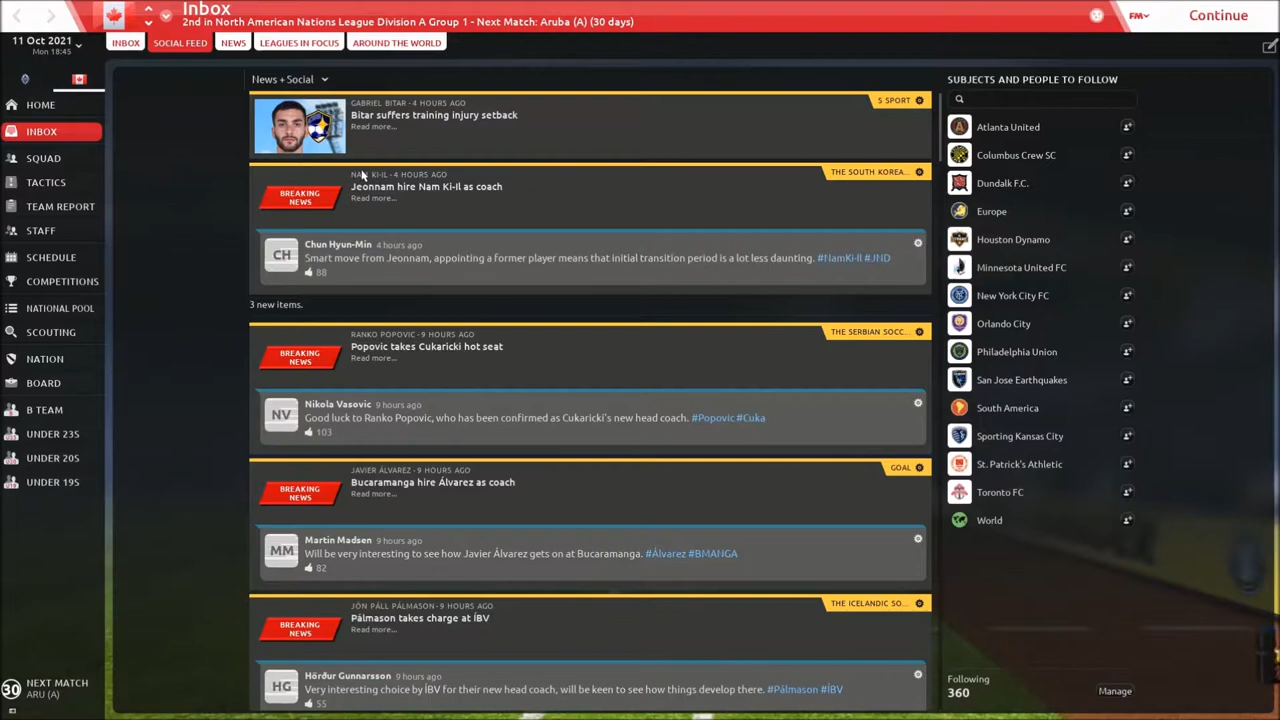 Inbox
2nd in North American Nations League Division A Group 1 - Next Match: Aruba (A) (30 days)
FM
Continue
11 Oct 2021
Mon 18:45
INBOX
SOCIAL FEED
NEWS
LEAGUES IN FOCUS
AROUND THE WORLD
HOME
INBOX
SQUAD
TACTICS
TEAM REPORT
STAFF
SCHEDULE
COMPETITIONS
NATIONAL POOL
SCOUTING
NATION
BOARD
B TEAM
UNDER 23S
UNDER 20S
UNDER 19S
30
NEXT MATCH
ARU (A)
News + Social
GABRIEL BITAR - 4 HOURS AGO
S SPORT
Bitar suffers training injury setback
Read more...
BREAKING
NEWS
NAM KI-IL - 4 HOURS AGO
THE SOUTH KOREA...
Jeonnam hire Nam Ki-Il as coach
Read more...
CH
Chun Hyun-Min 4 hours ago
Smart move from Jeonnam, appointing a former player means that initial transition period is a lot less daunting. #NamKi-Il #JND
88
3 new items.
BREAKING
NEWS
RANKO POPOVIC - 9 HOURS AGO
THE SERBIAN SOCC...
Popovic takes Cukaricki hot seat
Read more...
NV
Nikola Vasovic 9 hours ago
Good luck to Ranko Popovic, who has been confirmed as Cukaricki's new head coach. #Popovic #Cuka
103
BREAKING
NEWS
JAVIER ÁLVAREZ - 9 HOURS AGO
GOAL
Bucaramanga hire Álvarez as coach
Read more...
MM
Martin Madsen 9 hours ago
Will be very interesting to see how Javier Álvarez gets on at Bucaramanga. #Álvarez #BMANGA
82
BREAKING
NEWS
JÓN PÁLL PÁLMASON - 9 HOURS AGO
THE ICELANDIC SO...
Pálmason takes charge at ÍBV
Read more...
HG
Hörður Gunnarsson 9 hours ago
Very interesting choice by ÍBV for their new head coach, will be keen to see how things develop there. #Pálmason #ÍBV
55
SUBJECTS AND PEOPLE TO FOLLOW
Atlanta United
Columbus Crew SC
Dundalk F.C.
Europe
Houston Dynamo
Minnesota United FC
New York City FC
Orlando City
Philadelphia Union
San Jose Earthquakes
South America
Sporting Kansas City
St. Patrick's Athletic
Toronto FC
World
Following
360
Manage